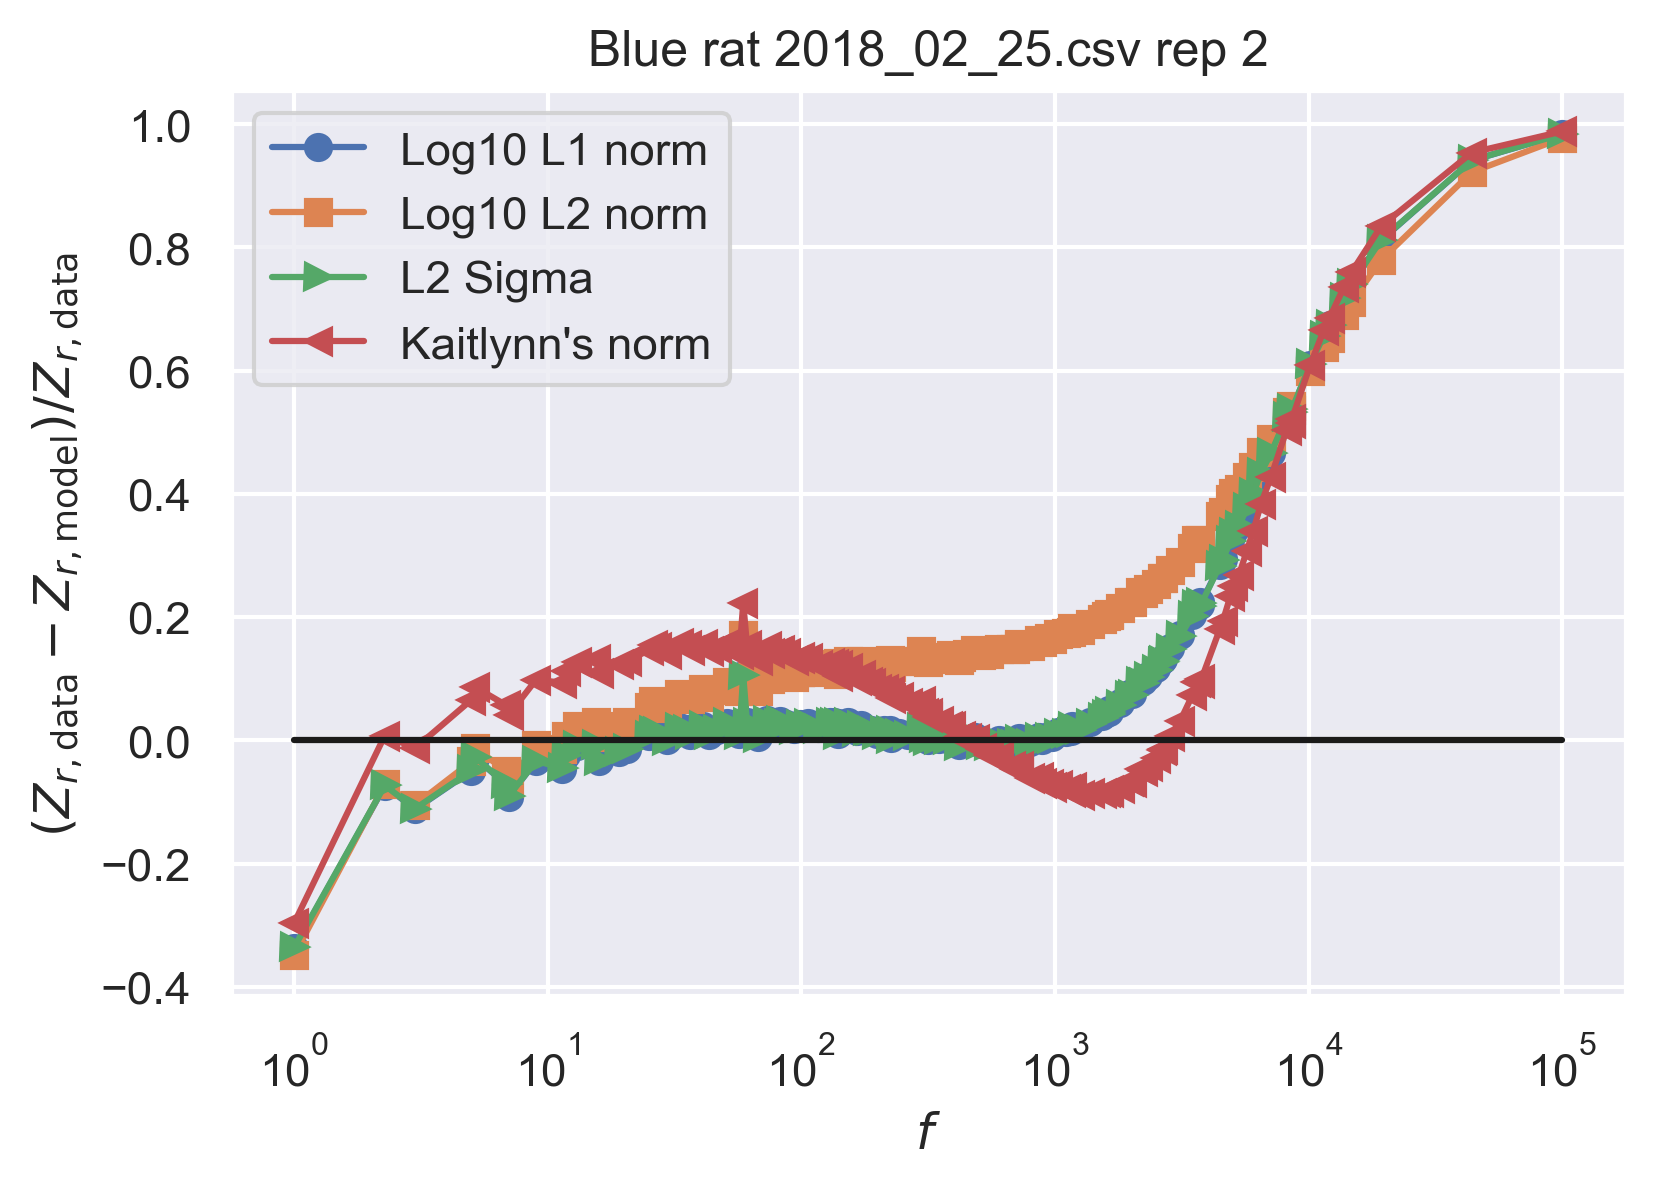 Blue rat 2018_02_25.csv rep 2
Log10 L1 norm
Log10 L2 norm
L2 Sigma
Kaitlynn's norm
(Z_{r, data} − Z_{r, model})/Z_{r, data}
1.0
0.8
0.6
0.4
0.2
0.0
−0.2
−0.4
10^0 10^1 10^2 10^3 10^4 10^5
f